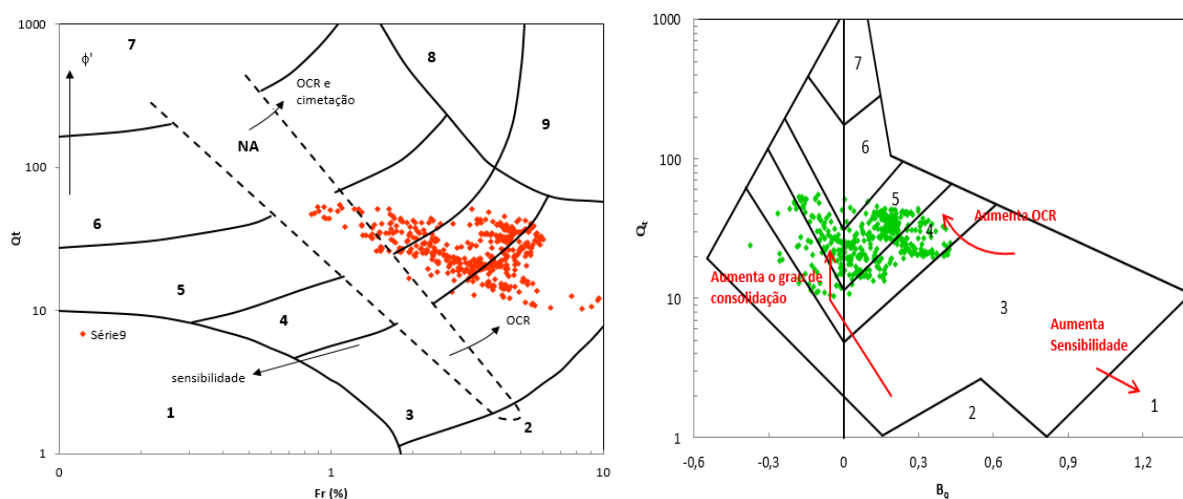 1000
100
10
1
0
1
10
Qt
Fr (%)
7
ϕ'
8
OCR e
cimetação
9
NA
6
5
4
Série9
OCR
sensibilidade
1
3
2
1000
100
10
1
-0,6
-0,3
0
0,3
0,6
0,9
1,2
Qt
Bq
7
6
5
4
Aumenta OCR
Aumenta o grau de
consolidação
3
Aumenta
Sensibilidade
2
1